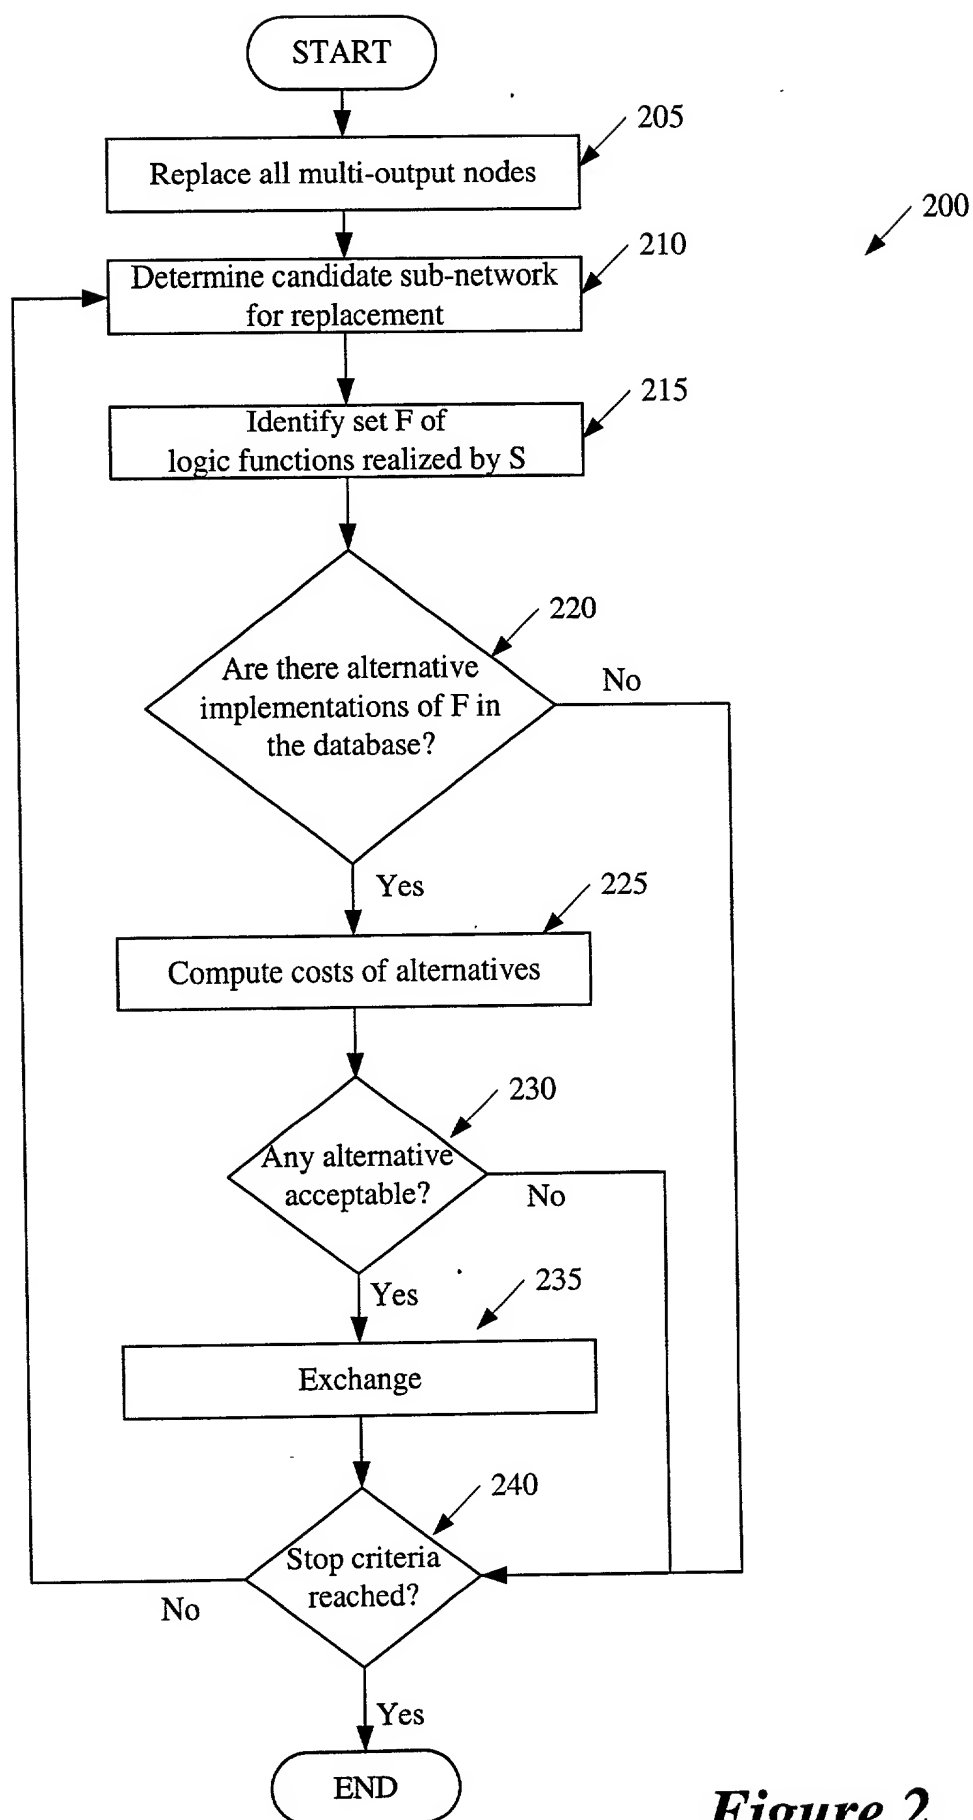 START
205
Replace all multi-output nodes
200
210
Determine candidate sub-network
for replacement
215
Identify set F of
logic functions realized by S
220
Are there alternative
implementations of F in
the database?
No
Yes
225
Compute costs of alternatives
230
Any alternative
acceptable?
No
Yes
235
Exchange
240
Stop criteria
reached?
No
Yes
END
Figure 2